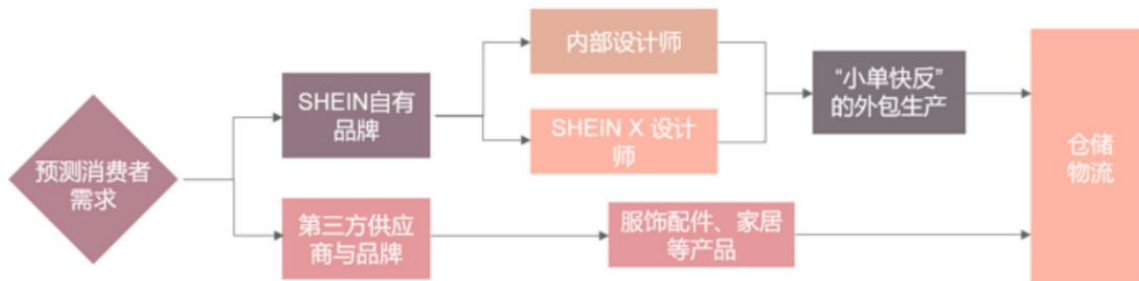 预测消费者
需求
SHEIN自有
品牌
内部设计师
SHEIN X 设计
师
“小单快反”
的外包生产
第三方供应
商与品牌
服饰配件、家居
等产品
仓储
物流